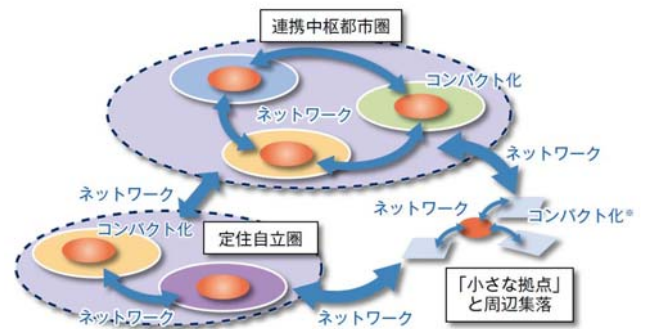 連携中枢都市圏
コンパクト化
ネットワーク
ネットワーク
ネットワーク
ネットワーク
コンパクト化※
コンパクト化
定住自立圏
ネットワーク
ネットワーク
「小さな拠点」
と周辺集落